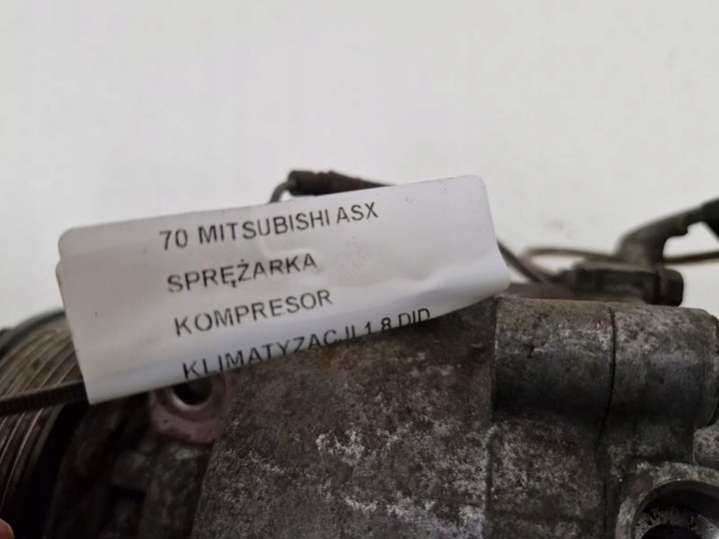 70 MITSUBISHI ASX
SPRĘŻARKA
KOMPRESOR
KLIMATYZACJI 1.8 DID